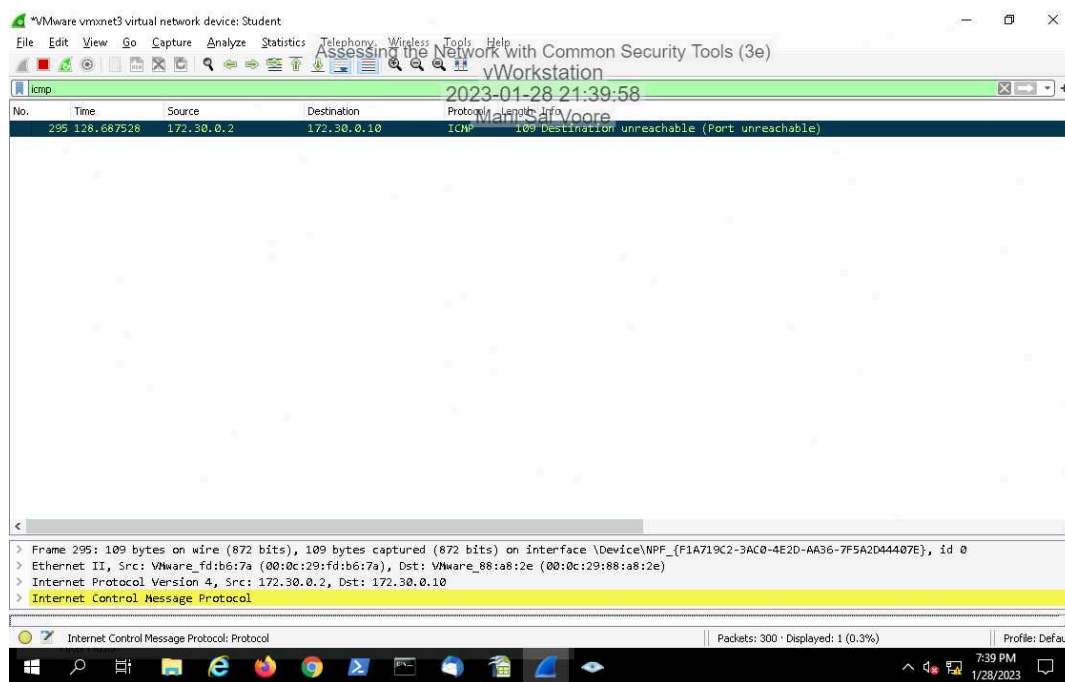 *VMware vmxnet3 virtual network device: Student
File Edit View Go Capture Analyze Statistics Telephony Wireless Tools Help
Assessing the Network with Common Security Tools (3e)
vWorkstation
2023-01-28 21:39:58
Mani Sai Voore
icmp
No. Time Source Destination Protocol Length Info
295 128.687528 172.30.0.2 172.30.0.10 ICMP 109 Destination unreachable (Port unreachable)
> Frame 295: 109 bytes on wire (872 bits), 109 bytes captured (872 bits) on interface \Device\NPF_{F1A719C2-3AC0-4E2D-AA36-7F5A2D44407E}, id 0
> Ethernet II, Src: VMware_fd:b6:7a (00:0c:29:fd:b6:7a), Dst: VMware_88:a8:2e (00:0c:29:88:a8:2e)
> Internet Protocol Version 4, Src: 172.30.0.2, Dst: 172.30.0.10
> Internet Control Message Protocol
Internet Control Message Protocol: Protocol Packets: 300 · Displayed: 1 (0.3%) Profile: Defau
7:39 PM
1/28/2023